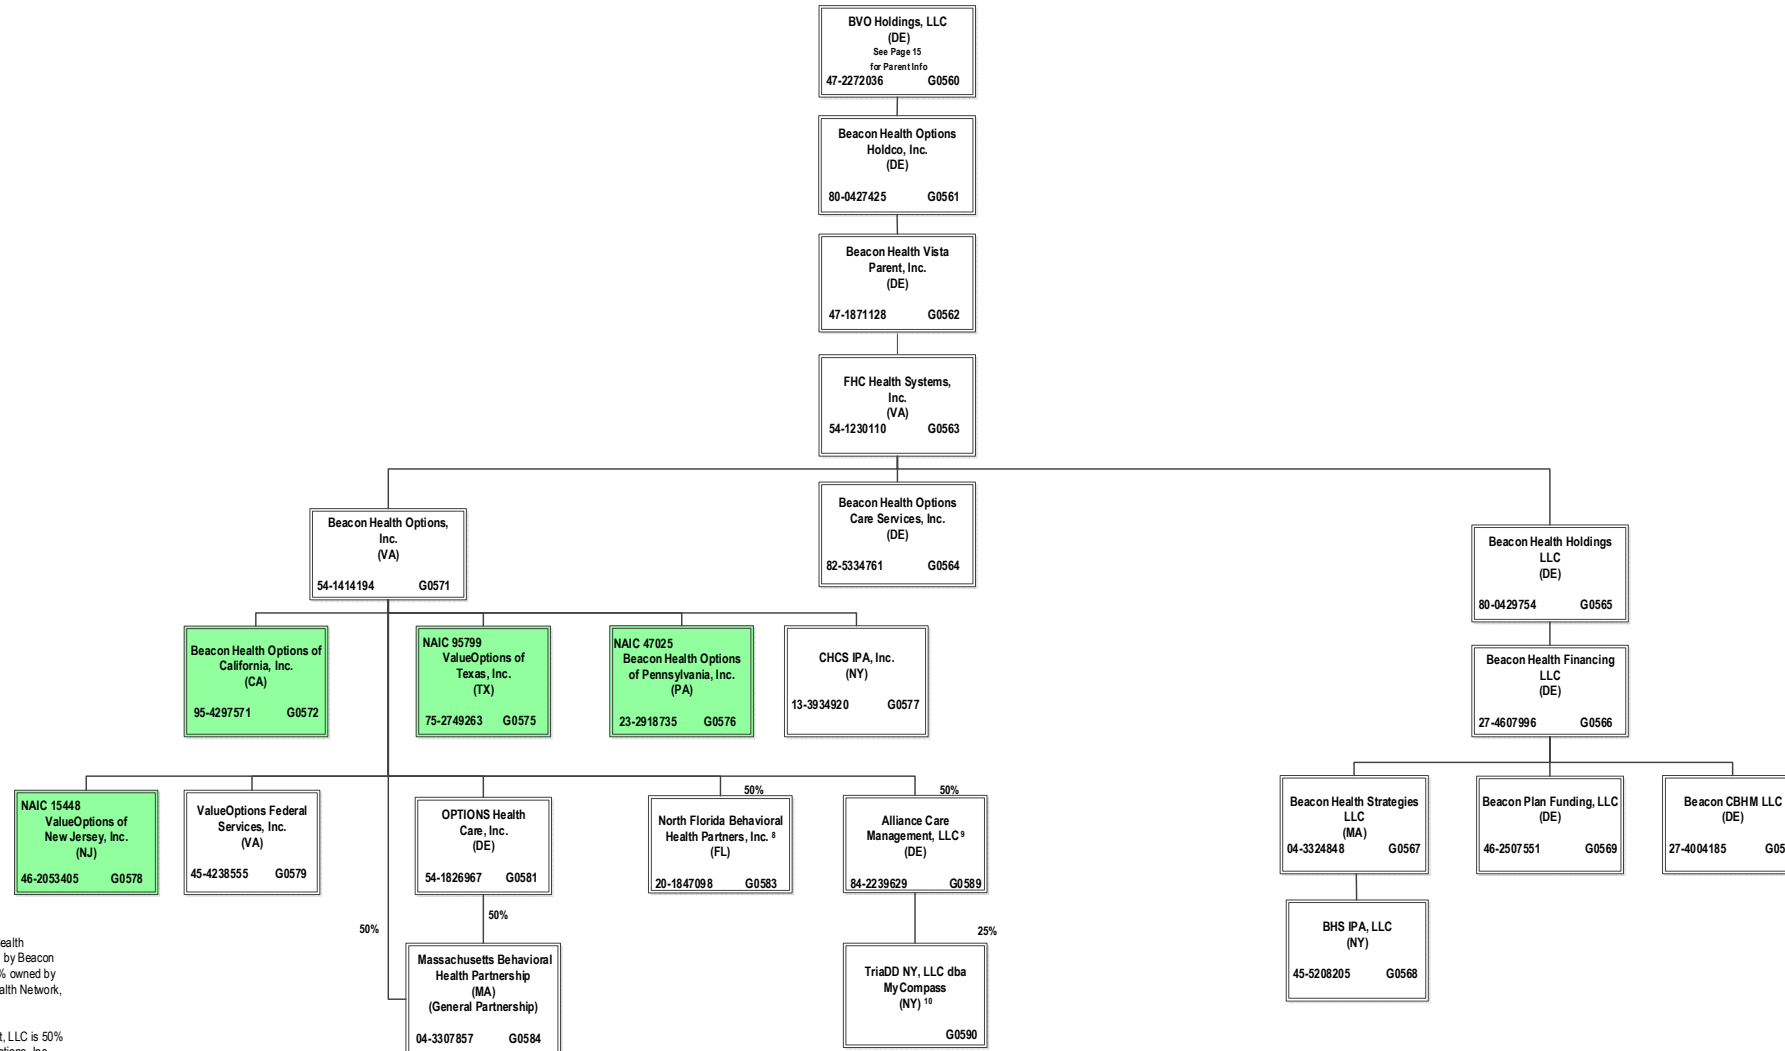 BVO Holdings, LLC
(DE)
See Page 15
for Parent Info
47-2272036 G0560
Beacon Health Options
Holdco, Inc.
(DE)
80-0427425 G0561
Beacon Health Vista
Parent, Inc.
(DE)
47-1871128 G0562
FHC Health Systems,
Inc.
(VA)
54-1230110 G0563
Beacon Health Options,
Inc.
(VA)
54-1414194 G0571
Beacon Health Options
Care Services, Inc.
(DE)
82-5334761 G0564
Beacon Health Holdings
LLC
(DE)
80-0429754 G0565
Beacon Health Options of
California, Inc.
(CA)
95-4297571 G0572
NAIC 95799
ValueOptions of
Texas, Inc.
(TX)
75-2749263 G0575
NAIC 47025
Beacon Health Options
of Pennsylvania, Inc.
(PA)
23-2918735 G0576
CHCS IPA, Inc.
(NY)
13-3934920 G0577
Beacon Health Financing
LLC
(DE)
27-4607996 G0566
NAIC 15448
ValueOptions of
New Jersey, Inc.
(NJ)
46-2053405 G0578
ValueOptions Federal
Services, Inc.
(VA)
45-4238555 G0579
OPTIONS Health
Care, Inc.
(DE)
54-1826967 G0581
50%
North Florida Behavioral
Health Partners, Inc. 8
(FL)
20-1847098 G0583
50%
Alliance Care
Management, LLC 9
(DE)
84-2239629 G0589
Beacon Health Strategies
LLC
(MA)
04-3324848 G0567
Beacon Plan Funding, LLC
(DE)
46-2507551 G0569
Beacon CBHM LLC
(DE)
27-4004185 G05
50%
50%
Massachusetts Behavioral
Health Partnership
(MA)
(General Partnership)
04-3307857 G0584
25%
TriaDD NY, LLC dba
MyCompass
(NY) 10
G0590
BHS IPA, LLC
(NY)
45-5208205 G0568
ealth
by Beacon
% owned by
alth Network,
t, LLC is 50%